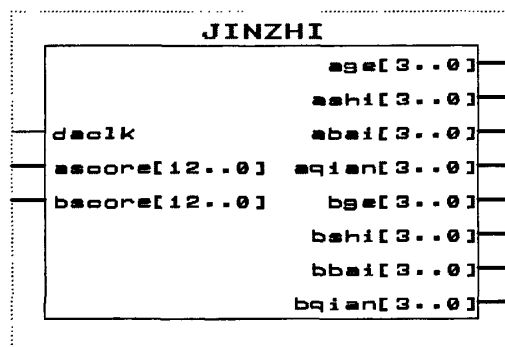 JINZHI
age[3..0]
ashi[3..0]
daclk abai[3..0]
ascore[12..0] aqian[3..0]
bscore[12..0] bge[3..0]
bshi[3..0]
bbai[3..0]
bqian[3..0]